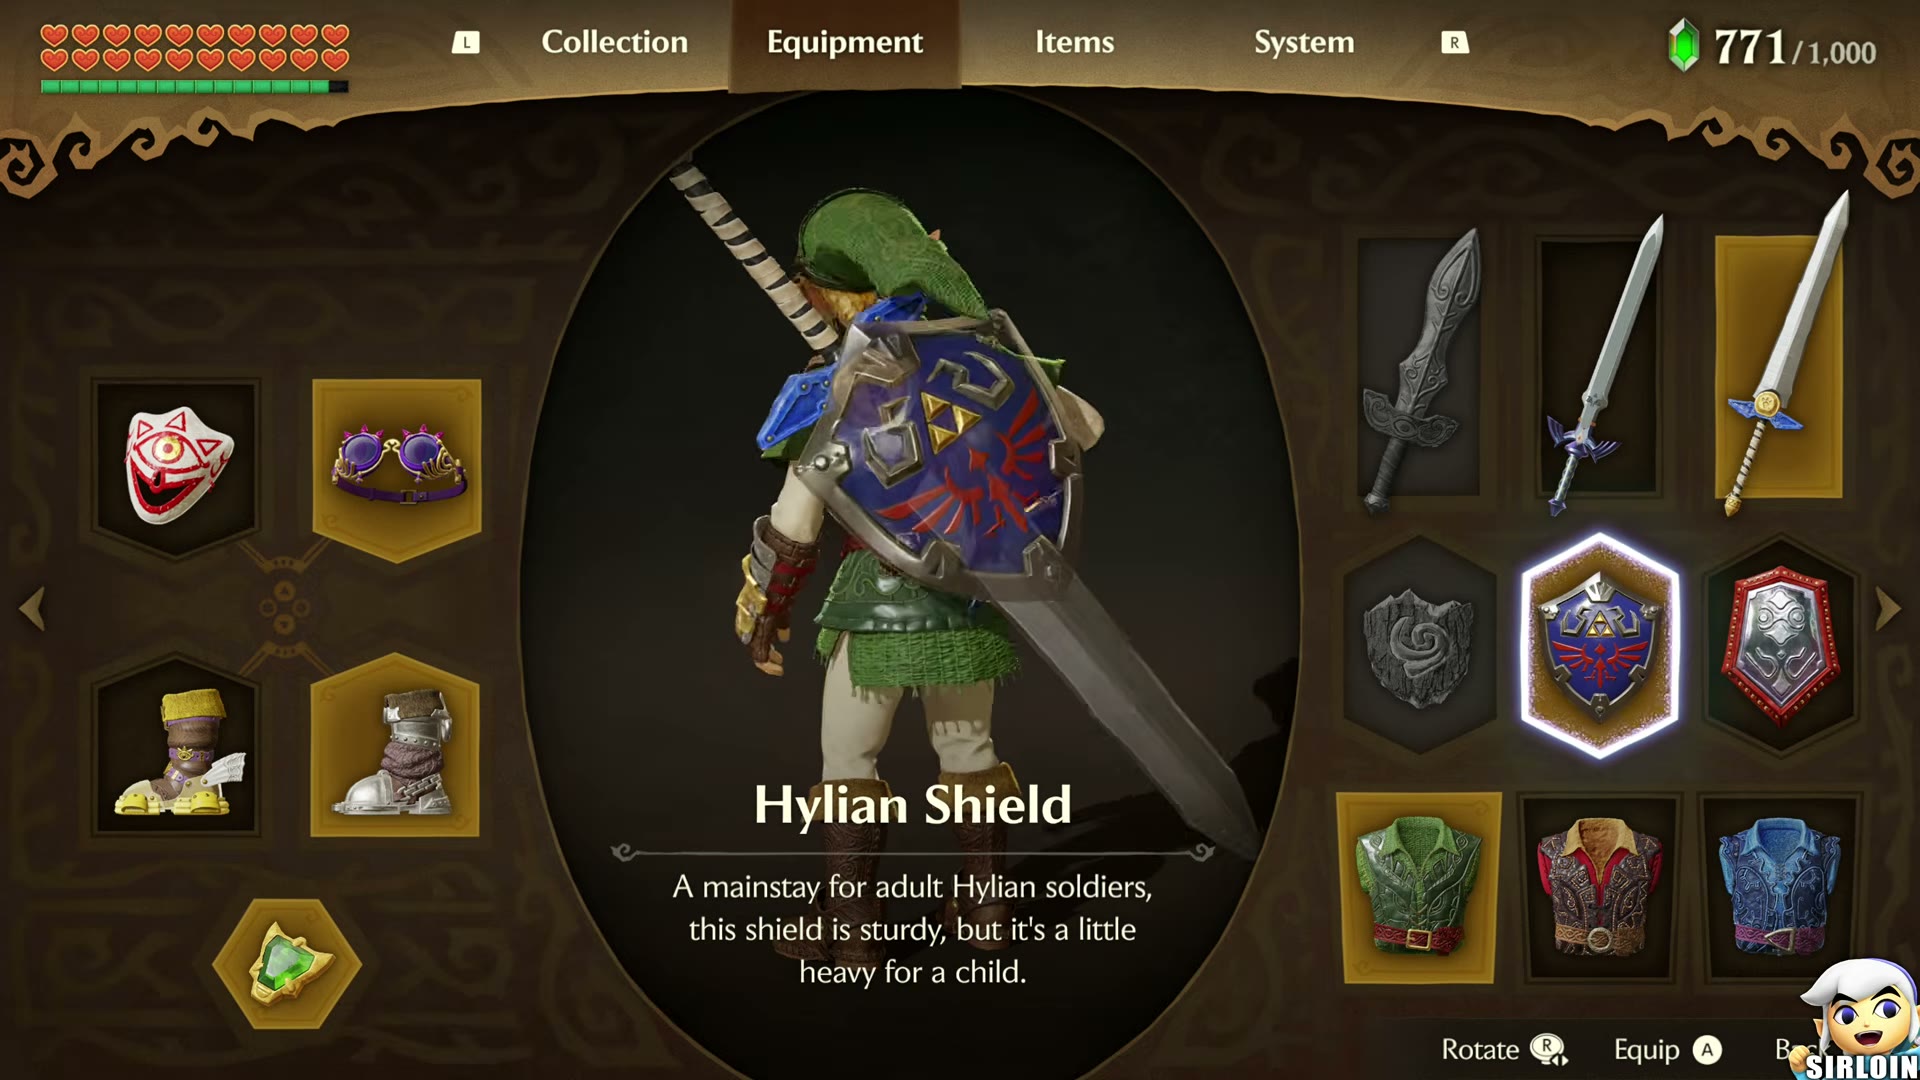 L
Collection
Equipment
Items
System
R
771/1,000
Hylian Shield
A mainstay for adult Hylian soldiers,
this shield is sturdy, but it's a little
heavy for a child.
Rotate R
Equip A
SIRLOIN